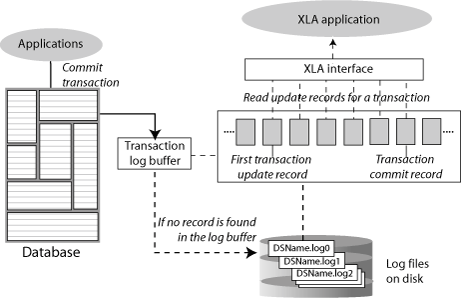 XLA application
Applications
Commit
transaction
XLA interface
Read update records for a transaction
....
....
Transaction
log buffer
First transaction
update record
Transaction
commit record
If no record is found
in the log buffer
Database
DSName.log0
DSName.log1
DSName.log2
Log files
on disk